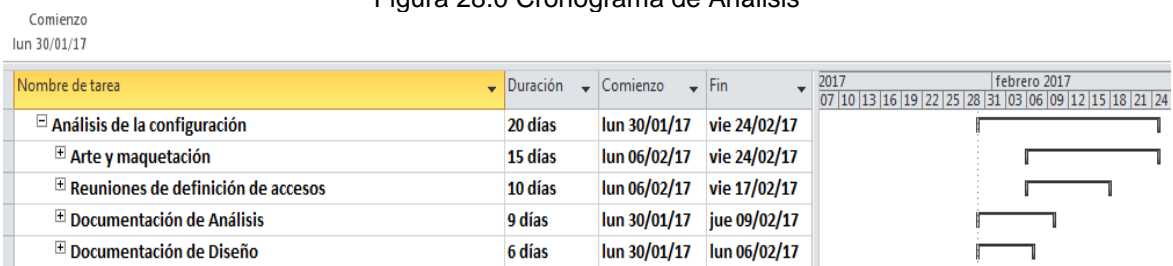 Figura 28.0 Cronograma de Análisis
Comienzo
lun 30/01/17
Nombre de tarea Duración Comienzo Fin 2017 febrero 2017
07 10 13 16 19 22 25 28 31 03 06 09 12 15 18 21 24
Análisis de la configuración 20 días lun 30/01/17 vie 24/02/17
Arte y maquetación 15 días lun 06/02/17 vie 24/02/17
Reuniones de definición de accesos 10 días lun 06/02/17 vie 17/02/17
Documentación de Análisis 9 días lun 30/01/17 jue 09/02/17
Documentación de Diseño 6 días lun 30/01/17 lun 06/02/17